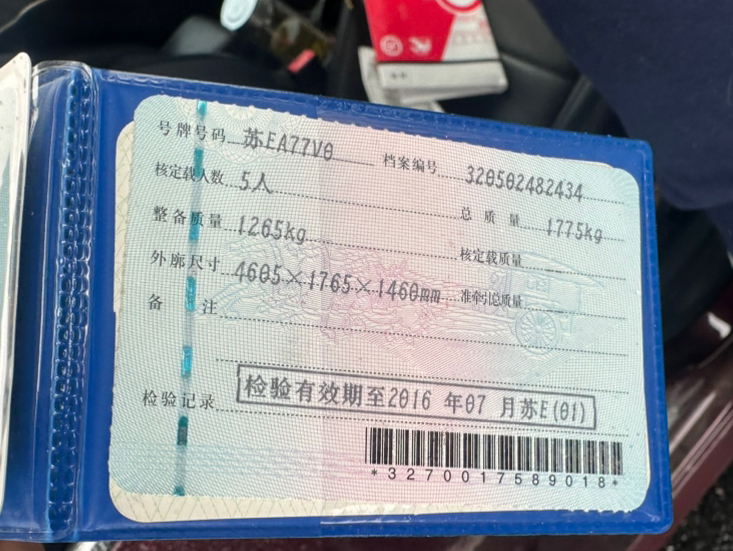 号牌号码 苏EA77V0 档案编号 320502482434
核定载人数 5人 总质量 1775kg
整备质量 1265kg 核定载质量
外廓尺寸 4605×1765×1460mm 准牵引总质量
备注
检验记录 检验有效期至2016 年07 月苏E(01)
*3270017589018*